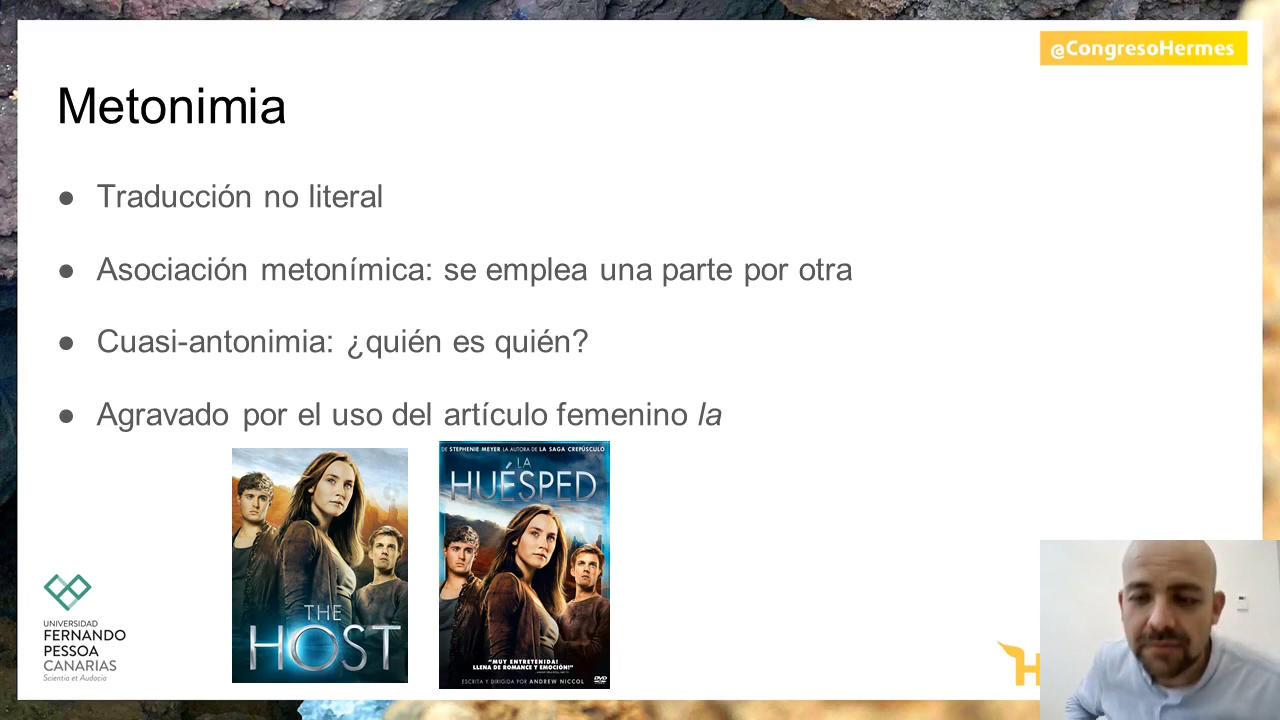 @CongresoHermes
Metonimia
● Traducción no literal
● Asociación metonímica: se emplea una parte por otra
● Cuasi-antonimia: ¿quién es quién?
● Agravado por el uso del artículo femenino la
THE
HOST
DE STEPHENIE MEYER LA AUTORA DE LA SAGA CREPÚSCULO
LA
HUÉSPED
"MUY ENTRETENIDA!
LLENA DE ROMANCE Y EMOCIÓN!"
ESCRITA Y DIRIGIDA POR ANDREW NICCOL
DVD
UNIVERSIDAD
FERNANDO
PESSOA
CANARIAS
Scientia et Audacia
H